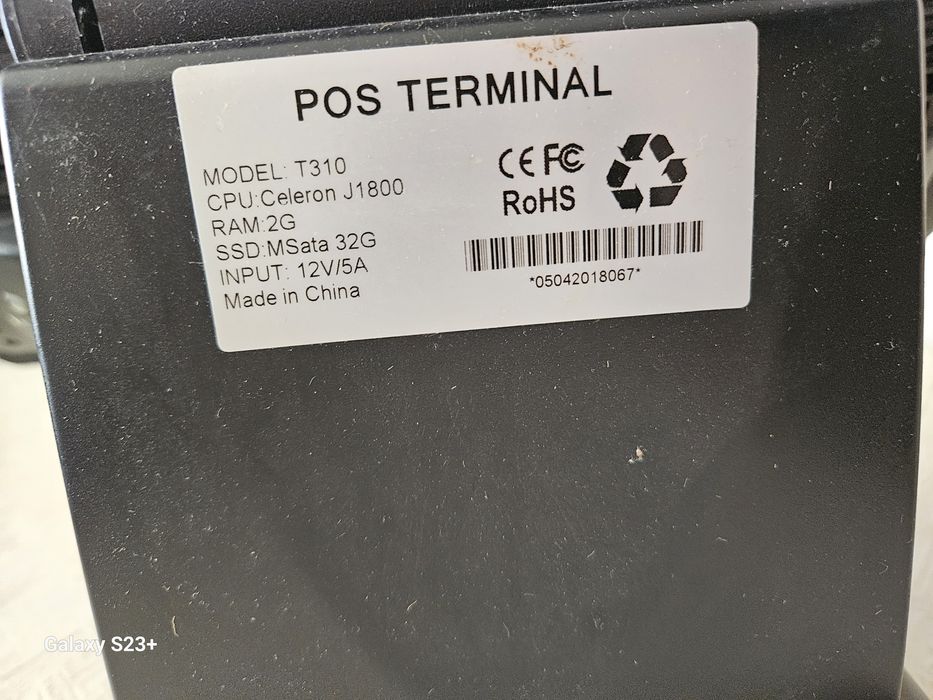 POS TERMINAL
MODEL: T310
CPU:Celeron J1800
RAM:2G
SSD:MSata 32G
INPUT: 12V/5A
Made in China
CE FC
RoHS
*05042018067*
Galaxy S23+